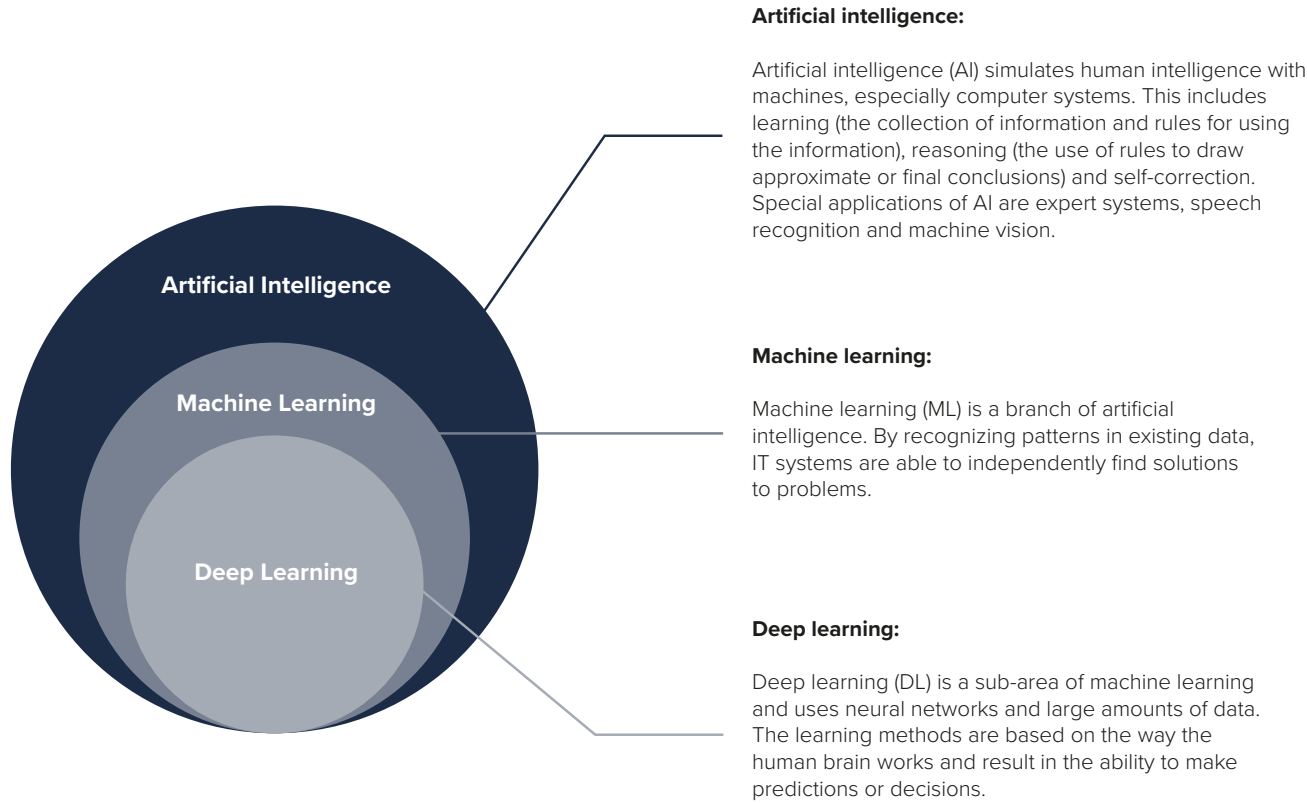 Artificial Intelligence
Machine Learning
Deep Learning
Artificial intelligence:
Artificial intelligence (AI) simulates human intelligence with
machines, especially computer systems. This includes
learning (the collection of information and rules for using
the information), reasoning (the use of rules to draw
approximate or final conclusions) and self-correction.
Special applications of AI are expert systems, speech
recognition and machine vision.
Machine learning:
Machine learning (ML) is a branch of artificial
intelligence. By recognizing patterns in existing data,
IT systems are able to independently find solutions
to problems.
Deep learning:
Deep learning (DL) is a sub-area of machine learning
and uses neural networks and large amounts of data.
The learning methods are based on the way the
human brain works and result in the ability to make
predictions or decisions.